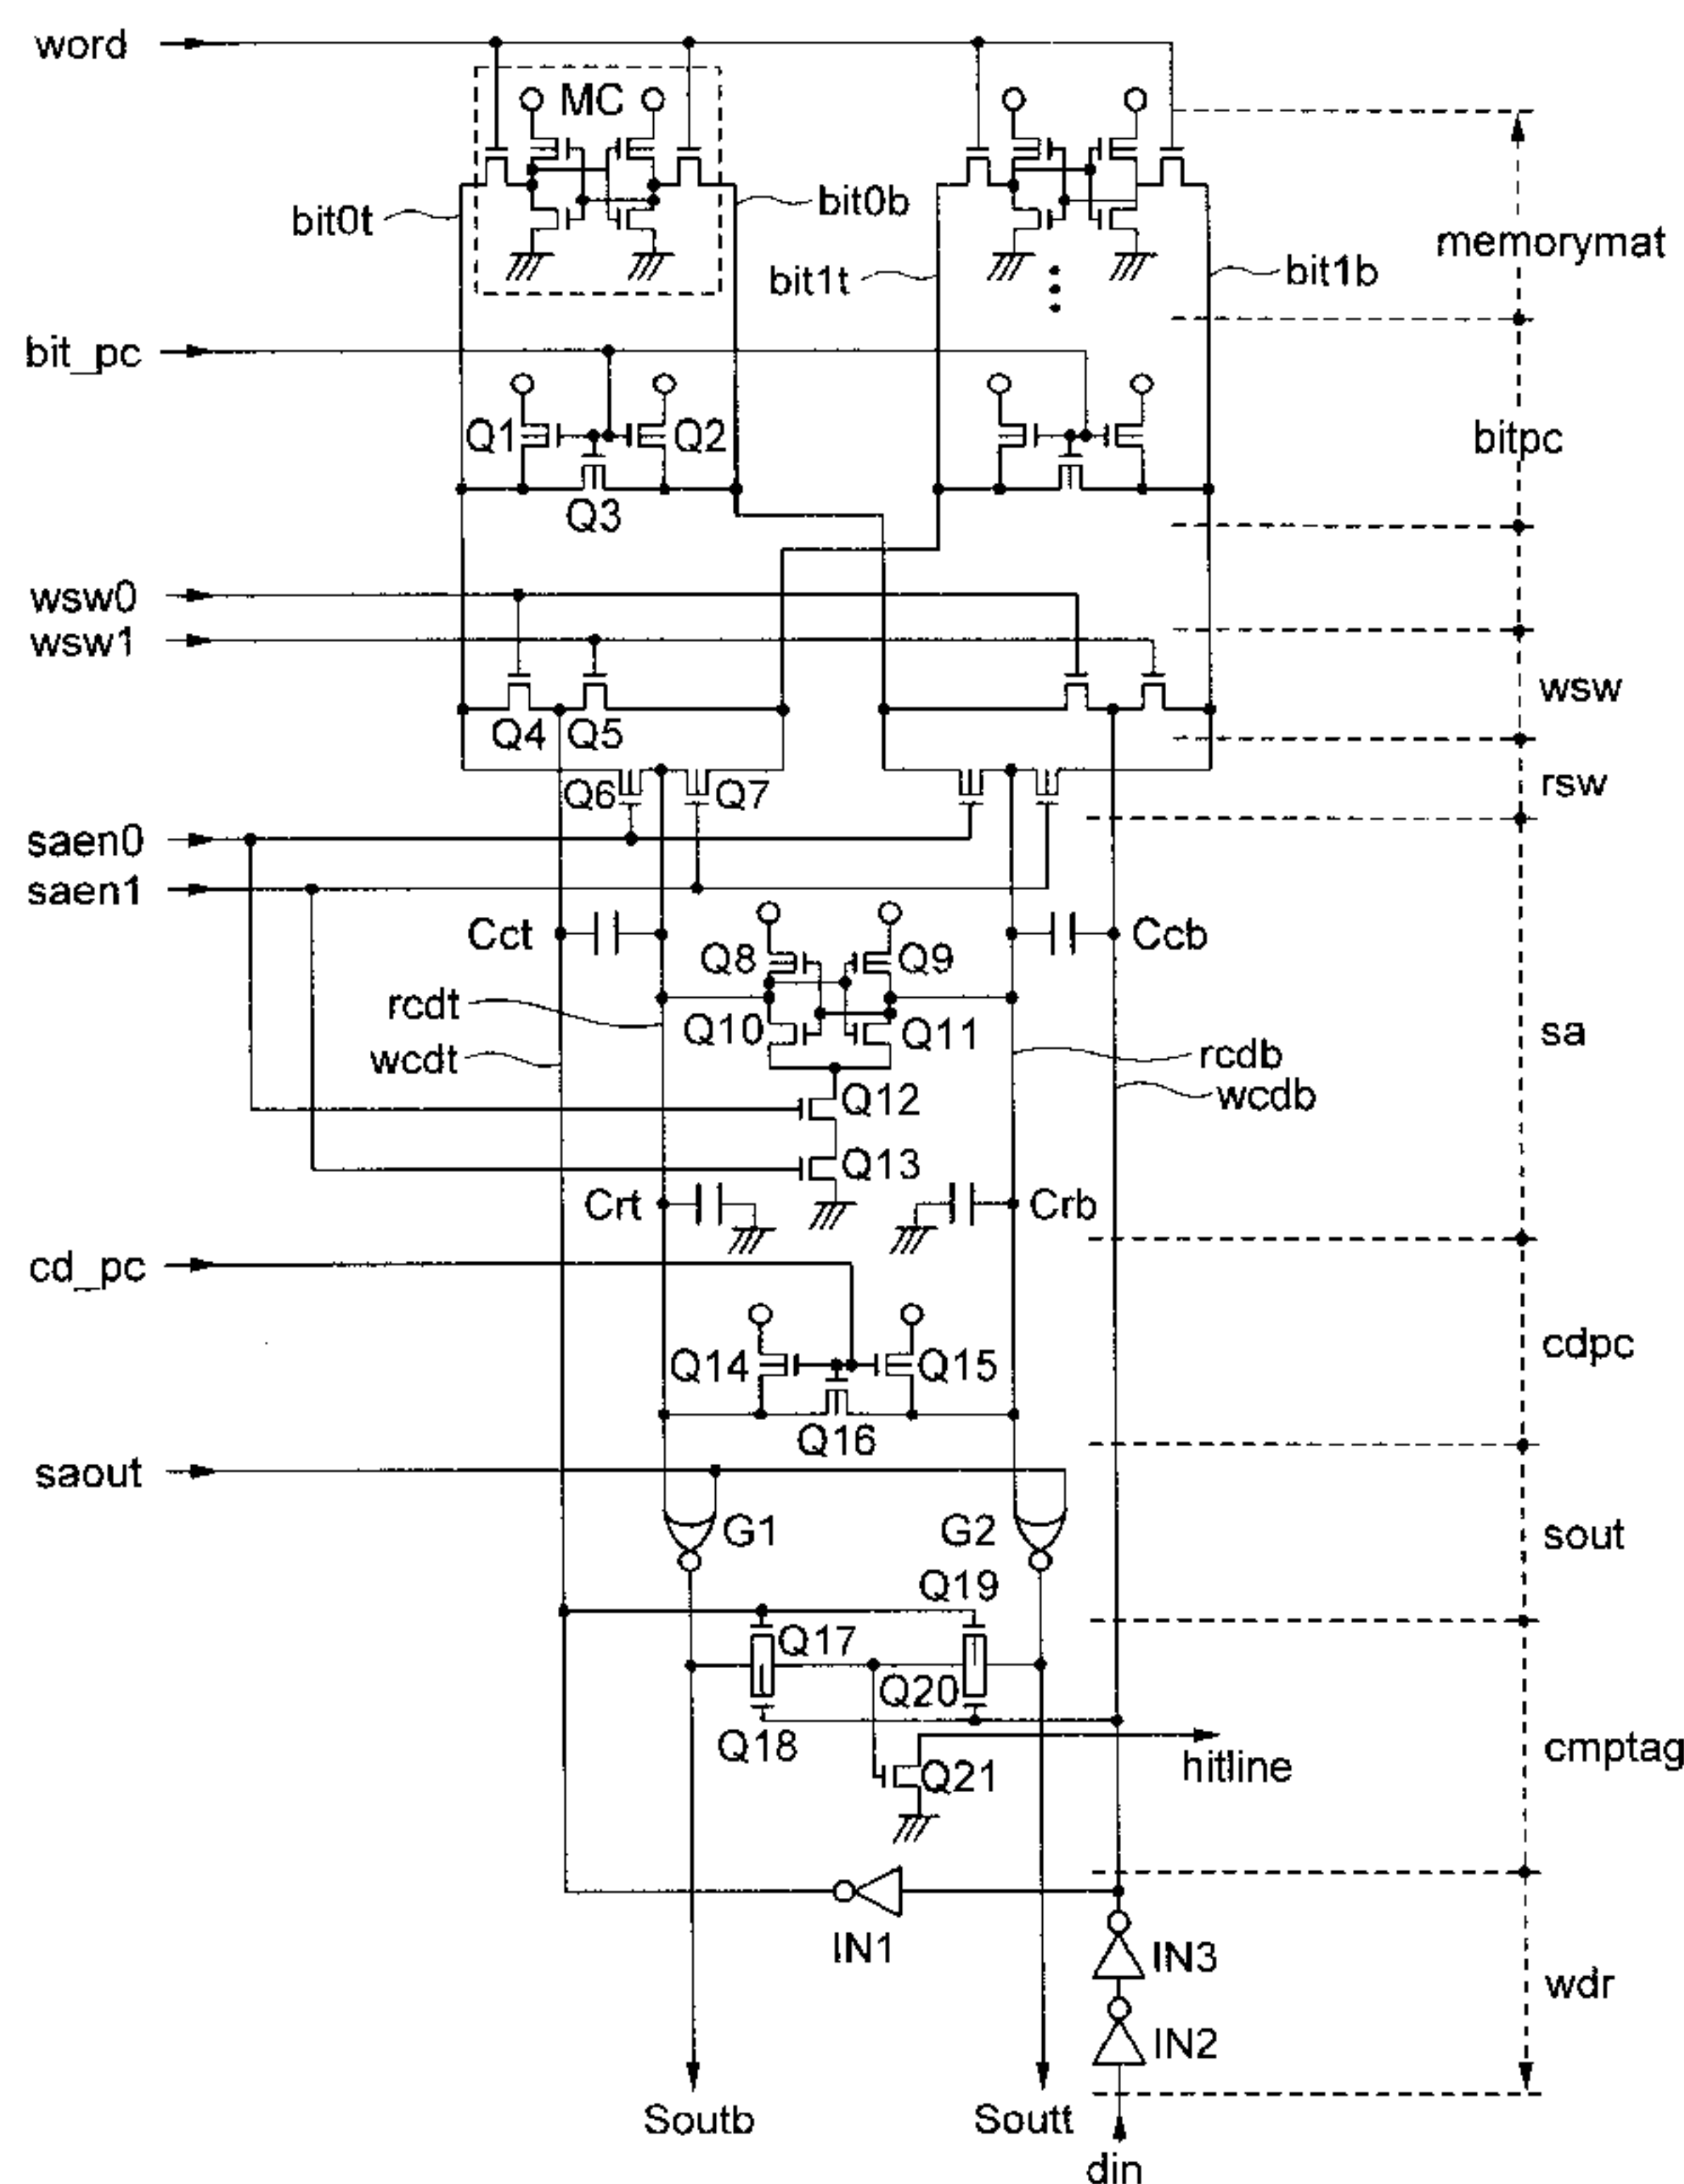 word
MC
bit0t
bit0b
bit1t
bit1b
memorymat
bit_pc
Q1
Q2
Q3
bitpc
wsw0
wsw1
Q4
Q5
wsw
Q6
Q7
rsw
saen0
saen1
Cct
Q8
Q9
Ccb
rcdt
Q10
Q11
wcdt
rcdb
sa
Q12
wcdb
Q13
Crt
Crb
cd_pc
Q14
Q15
cdpc
Q16
saout
G1
G2
sout
Q19
Q17
Q20
Q18
Q21
hitline
cmptag
IN1
IN3
wdr
IN2
Soutb
Soutt
din